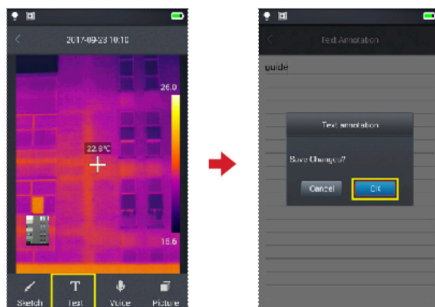 2017-09-23 10:10
26.0
22.8°C
15.6
Sketch
Text
Voice
Picture
Text Annotation
guide
Text annotation
Save Changes?
Cancel
OK